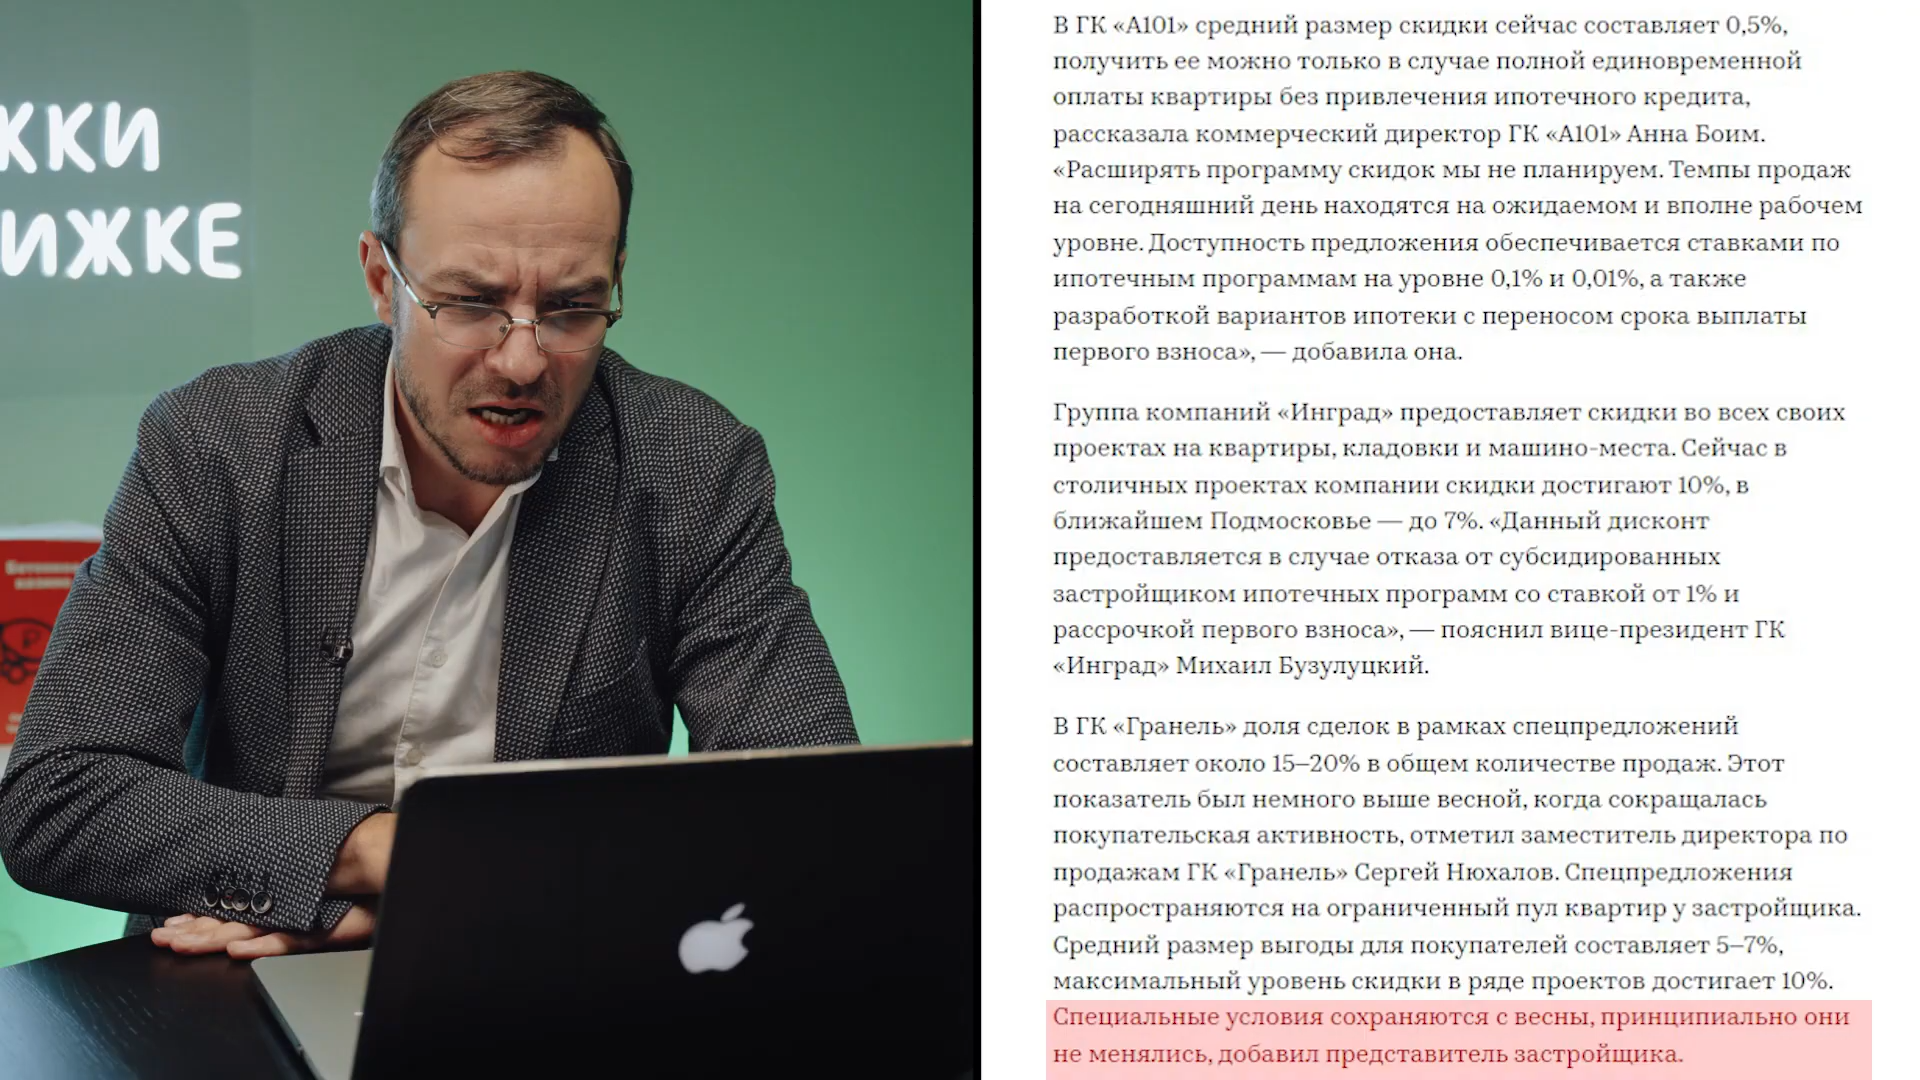 ЖКИ
ИЖКЕ
В ГК «А101» средний размер скидки сейчас составляет 0,5%,
получить ее можно только в случае полной единовременной
оплаты квартиры без привлечения ипотечного кредита,
рассказала коммерческий директор ГК «А101» Анна Боим.
«Расширять программу скидок мы не планируем. Темпы продаж
на сегодняшний день находятся на ожидаемом и вполне рабочем
уровне. Доступность предложения обеспечивается ставками по
ипотечным программам на уровне 0,1% и 0,01%, а также
разработкой вариантов ипотеки с переносом срока выплаты
первого взноса», — добавила она.
Группа компаний «Инград» предоставляет скидки во всех своих
проектах на квартиры, кладовки и машино-места. Сейчас в
столичных проектах компании скидки достигают 10%, в
ближайшем Подмосковье — до 7%. «Данный дисконт
предоставляется в случае отказа от субсидированных
застройщиком ипотечных программ со ставкой от 1% и
рассрочкой первого взноса», — пояснил вице-президент ГК
«Инград» Михаил Бузулуцкий.
В ГК «Гранель» доля сделок в рамках спецпредложений
составляет около 15–20% в общем количестве продаж. Этот
показатель был немного выше весной, когда сокращалась
покупательская активность, отметил заместитель директора по
продажам ГК «Гранель» Сергей Нюхалов. Спецпредложения
распространяются на ограниченный пул квартир у застройщика.
Средний размер выгоды для покупателей составляет 5–7%,
максимальный уровень скидки в ряде проектов достигает 10%.
Специальные условия сохраняются с весны, принципиально они
не менялись, добавил представитель застройщика.